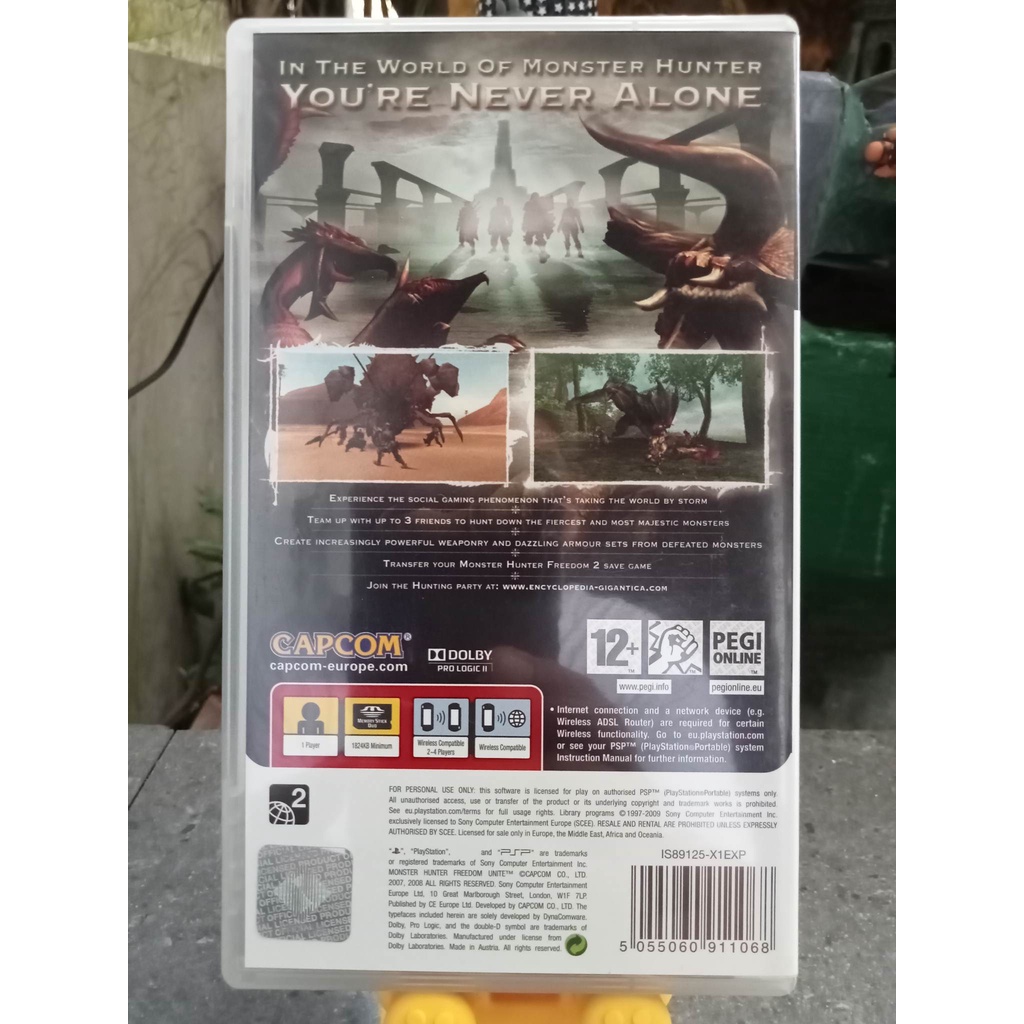 IN THE WORLD OF MONSTER HUNTER
YOU'RE NEVER ALONE
EXPERIENCE THE SOCIAL GAMING PHENOMENON THAT'S TAKING THE WORLD BY STORM
TEAM UP WITH UP TO 3 FRIENDS TO HUNT DOWN THE FIERCEST AND MOST MAJESTIC MONSTERS
CREATE INCREASINGLY POWERFUL WEAPONRY AND DAZZLING ARMOUR SETS FROM DEFEATED MONSTERS
TRANSFER YOUR MONSTER HUNTER FREEDOM 2 SAVE GAME
JOIN THE HUNTING PARTY AT: WWW.ENCYCLOPEDIA-GIGANTICA.COM
CAPCOM®
capcom-europe.com
DOLBY
PRO LOGIC II
12+
™
™
PEGI
ONLINE
™
www.pegi.info
pegionline.eu
MEMORY STICK
DUO
1 Player
1824KB Minimum
Wireless Compatible
2-4 Players
Wireless Compatible
• Internet connection and a network device (e.g.
Wireless ADSL Router) are required for certain
Wireless functionality. Go to eu.playstation.com
or see your PSP™ (PlayStation®Portable) system
Instruction Manual for further information.
2
FOR PERSONAL USE ONLY: this software is licensed for play on authorised PSP™ (PlayStation®Portable) systems only.
All unauthorised access, use or transfer of the product or its underlying copyright and trademark works is prohibited.
See eu.playstation.com/terms for full usage rights. Library programs ©1997-2009 Sony Computer Entertainment Inc.
exclusively licensed to Sony Computer Entertainment Europe (SCEE). RESALE AND RENTAL ARE PROHIBITED UNLESS EXPRESSLY
AUTHORISED BY SCEE. Licensed for sale only in Europe, the Middle East, Africa and Oceania.
" ", "PlayStation", and "PSP" are trademarks
or registered trademarks of Sony Computer Entertainment Inc.
MONSTER HUNTER FREEDOM UNITE™ ©CAPCOM CO., LTD.
2007, 2008 ALL RIGHTS RESERVED. Sony Computer Entertainment
Europe Ltd, 10 Great Marlborough Street, London, W1F 7LP.
Published by CE Europe Ltd. Developed by CAPCOM CO., LTD. The
typefaces included herein are solely developed by DynaComware.
Dolby, Pro Logic, and the double-D symbol are trademarks of
Dolby Laboratories. Manufactured under license from
Dolby Laboratories. Made in Austria. All rights reserved.
IS89125-X1EXP
5 055060 911068